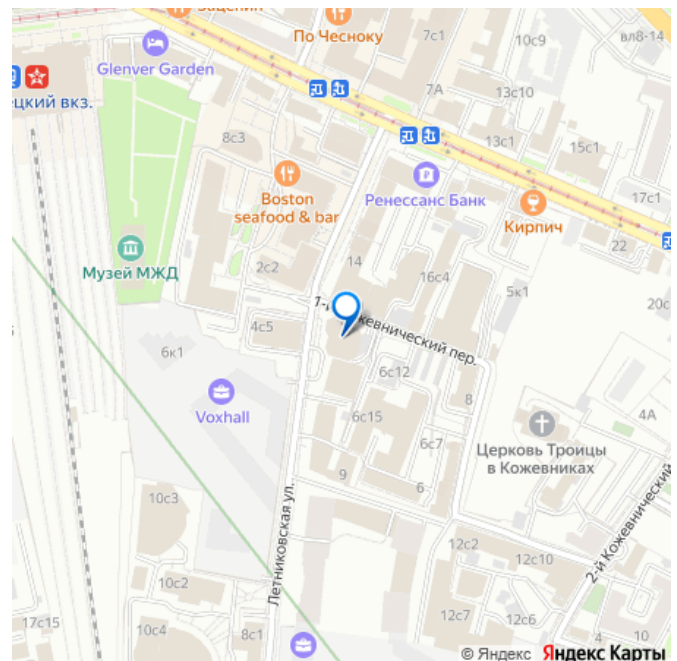 Зацепин
По Чесноку
7с1
вл8-14
10с9
Glenver Garden
ецкий вкз.
7А
13с10
8с3
13с1
15с1
Ренессанс Банк
17с1
Boston
seafood & bar
Кирпич
22
Музей МЖД
14
2с2
16с4
5к1
20с
4с5
жевнический пер.
6к1
6с12
Voxhall
8
4А
6с15
6с7
Церковь Троицы
в Кожевниках
9
6
10с3
Летниковская ул.
2-й Кожевнический
12с2
12с10
10с2
17с15
10с4
8с1
12с7
12с6
4
10
© Яндекс Яндекс Карты